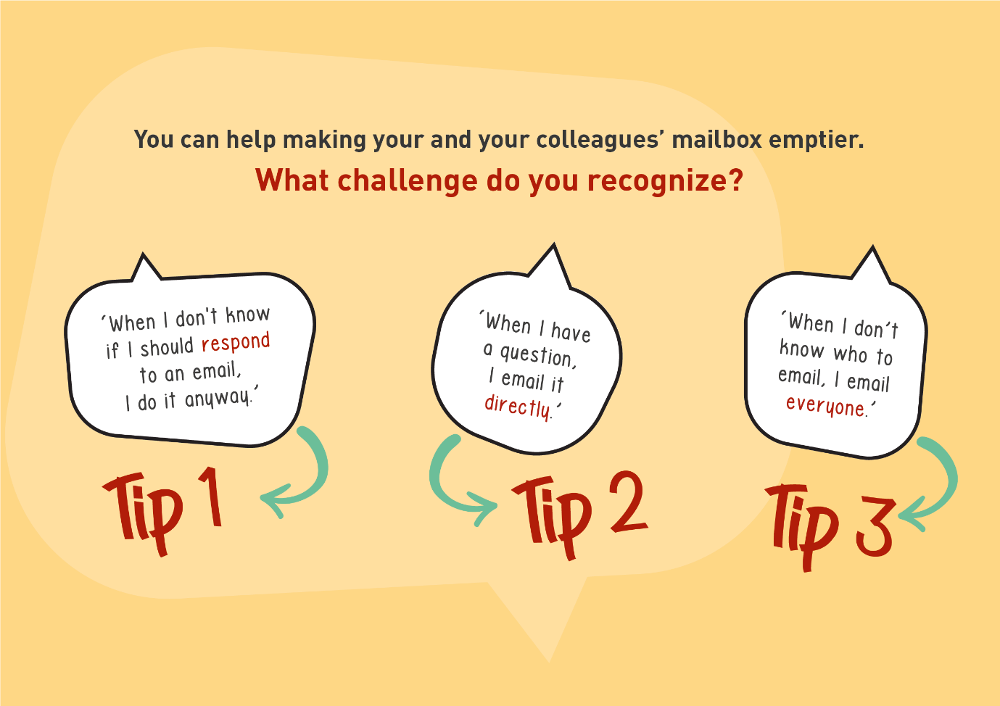 You can help making your and your colleagues’ mailbox emptier.
What challenge do you recognize?
‘When I don't know
if I should respond
to an email,
I do it anyway.’
Tip 1
‘When I have
a question,
I email it
directly.’
Tip 2
‘When I don’t
know who to
email, I email
everyone.’
Tip 3